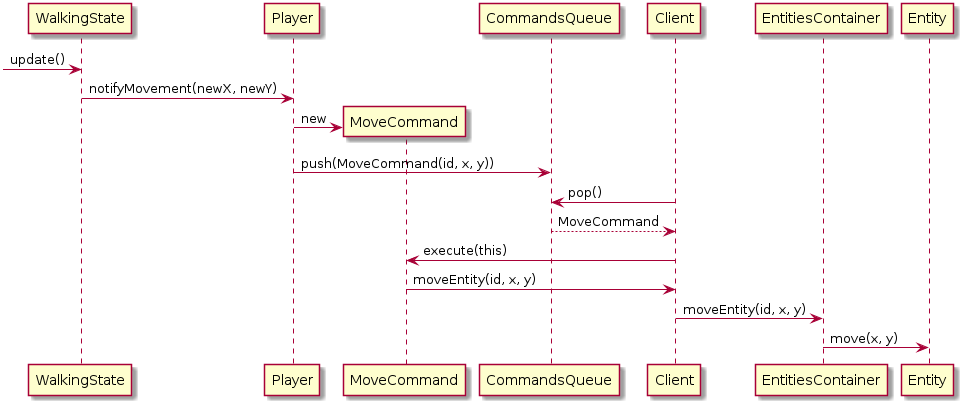 WalkingState Player CommandsQueue Client EntitiesContainer Entity
update()
notifyMovement(newX, newY)
new
MoveCommand
push(MoveCommand(id, x, y))
pop()
MoveCommand
execute(this)
moveEntity(id, x, y)
moveEntity(id, x, y)
move(x, y)
WalkingState Player MoveCommand CommandsQueue Client EntitiesContainer Entity